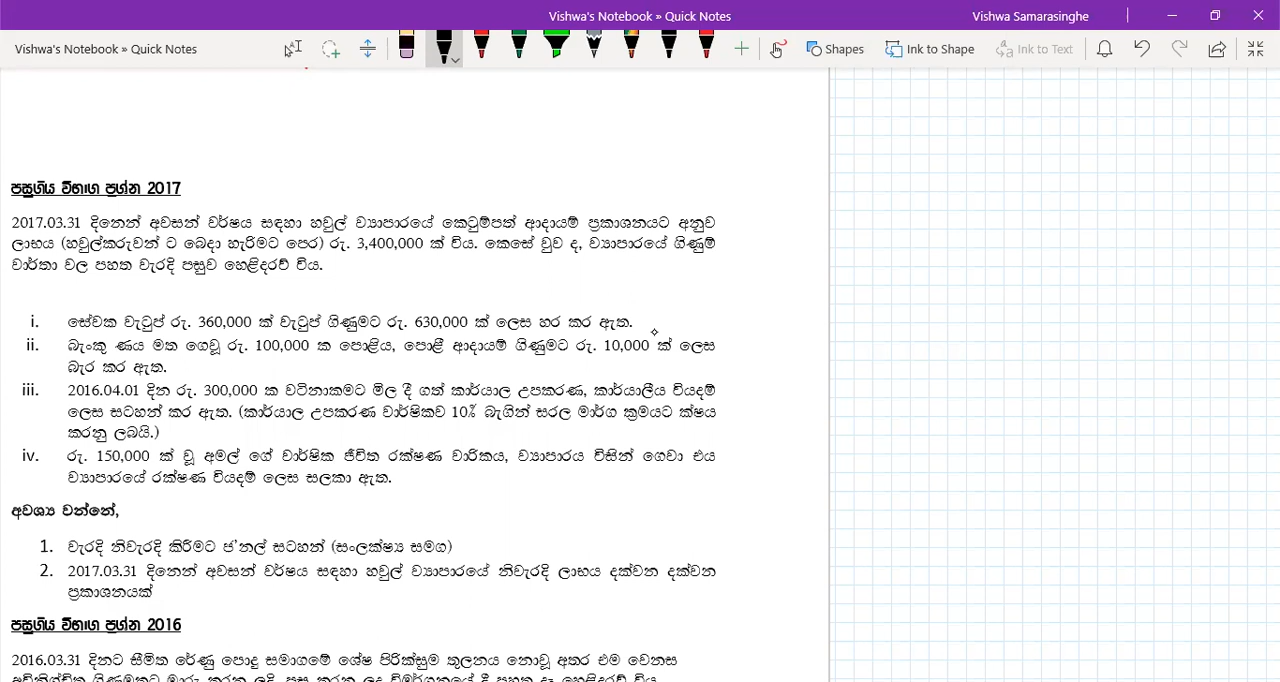 Vishwa's Notebook » Quick Notes
Vishwa Samarasinghe
Vishwa's Notebook » Quick Notes
Shapes
Ink to Shape
Ink to Text
පසුගිය විභාග ප්‍රශ්න 2017
2017.03.31 දිනෙන් අවසන් වර්ෂය සඳහා හවුල් ව්‍යාපාරයේ කෙටුම්පත් ආදායම් ප්‍රකාශනයට අනුව
ලාභය (හවුල්කරුවන් ට බෙදා හැරිමට පෙර) රු. 3,400,000 ක් විය. කෙසේ වුව ද, ව්‍යාපාරයේ ගිණුම්
වාර්තා වල පහත වැරදි පසුව හෙළිදරව් විය.
i. සේවක වැටුප් රු. 360,000 ක් වැටුප් ගිණුමට රු. 630,000 ක් ලෙස හර කර ඇත.
ii. බැංකු ණය මත ගෙවූ රු. 100,000 ක පොළිය, පොළී ආදායම් ගිණුමට රු. 10,000 ක් ලෙස
බැර කර ඇත.
iii. 2016.04.01 දින රු. 300,000 ක වටිනාකමට මිල දී ගත් කාර්යාල උපකරණ, කාර්යාලීය වියදම්
ලෙස සටහන් කර ඇත. (කාර්යාල උපකරණ වාර්ෂිකව 10% බැගින් සරල මාර්ග ක්‍රමයට ක්ෂය
කරනු ලබයි.)
iv. රු. 150,000 ක් වූ අමල් ගේ වාර්ෂික ජීවිත රක්ෂණ වාරිකය, ව්‍යාපාරය විසින් ගෙවා එය
ව්‍යාපාරයේ රක්ෂණ වියදම් ලෙස සලකා ඇත.
අවශ්‍ය වන්නේ,
1. වැරදි නිවැරදි කිරීමට ජ'නල් සටහන් (සංලක්ෂ්‍ය සමග)
2. 2017.03.31 දිනෙන් අවසන් වර්ෂය සඳහා හවුල් ව්‍යාපාරයේ නිවැරදි ලාභය දක්වන දක්වන
ප්‍රකාශනයක්
පසුගිය විභාග ප්‍රශ්න 2016
2016.03.31 දිනට සීමිත රේණු පොදු සමාගමේ ශේෂ පිරික්සුම තුලනය නොවූ අතර එම වෙනස